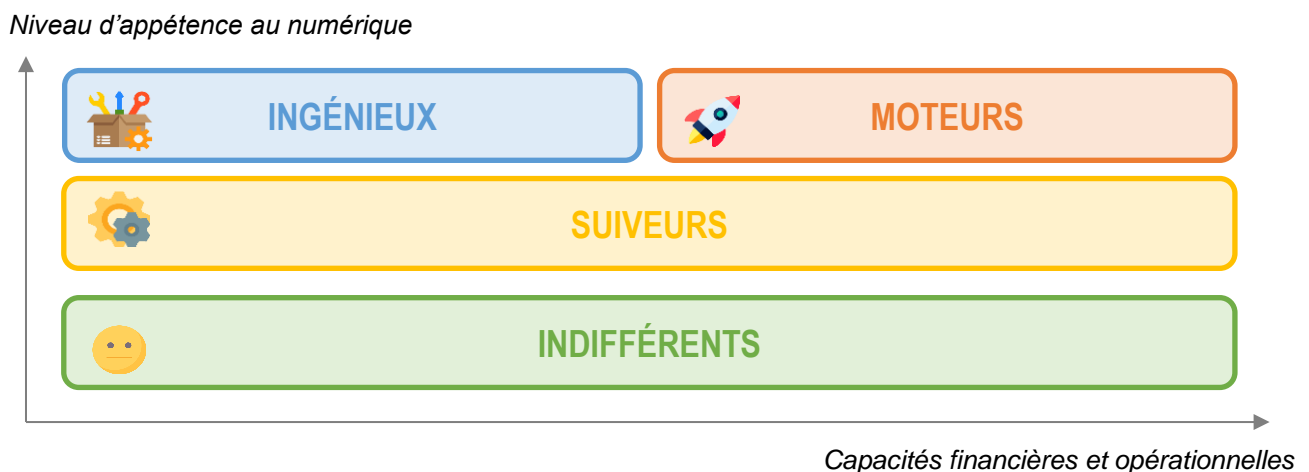 Niveau d’appétence au numérique
INGÉNIEUX
MOTEURS
SUIVEURS
INDIFFÉRENTS
Capacités financières et opérationnelles